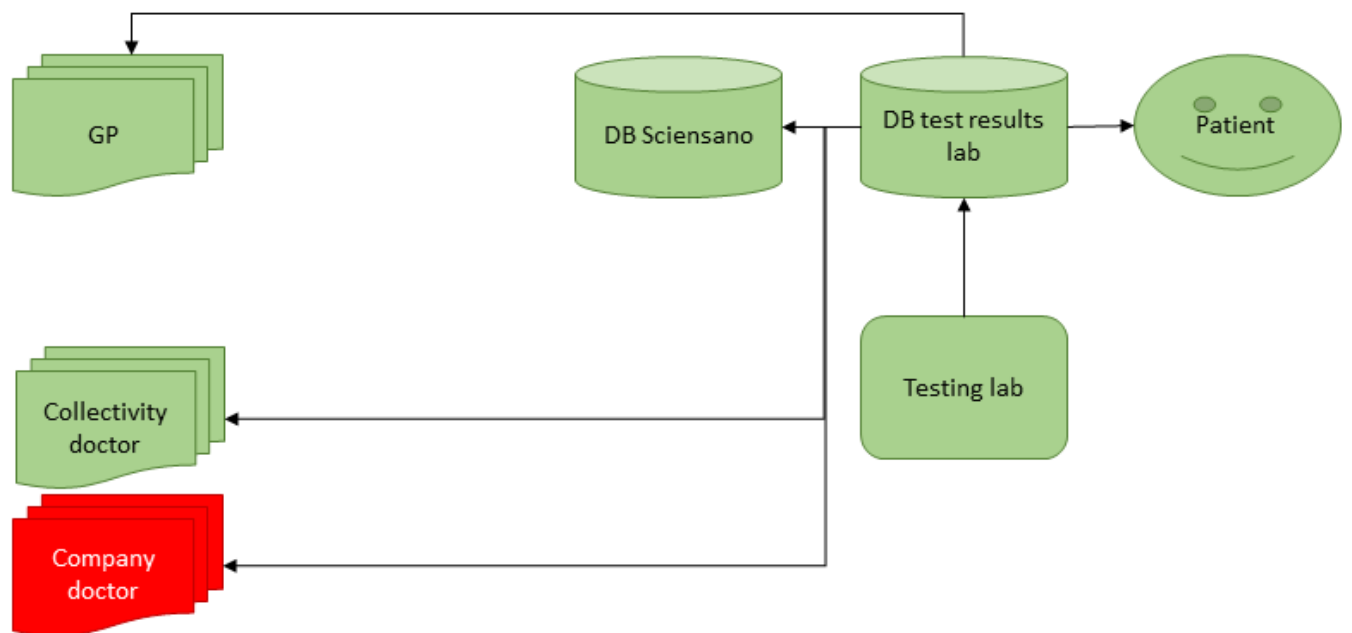 GP
DB Sciensano
DB test results
lab
Patient
Testing lab
Collectivity
doctor
Company
doctor